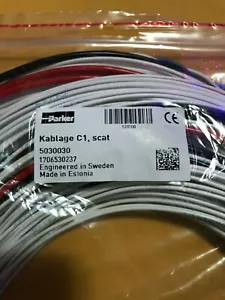 Parker
Kablage C1, scat
5030030
1706530237
Engineered in Sweden
Made in Estonia
CE